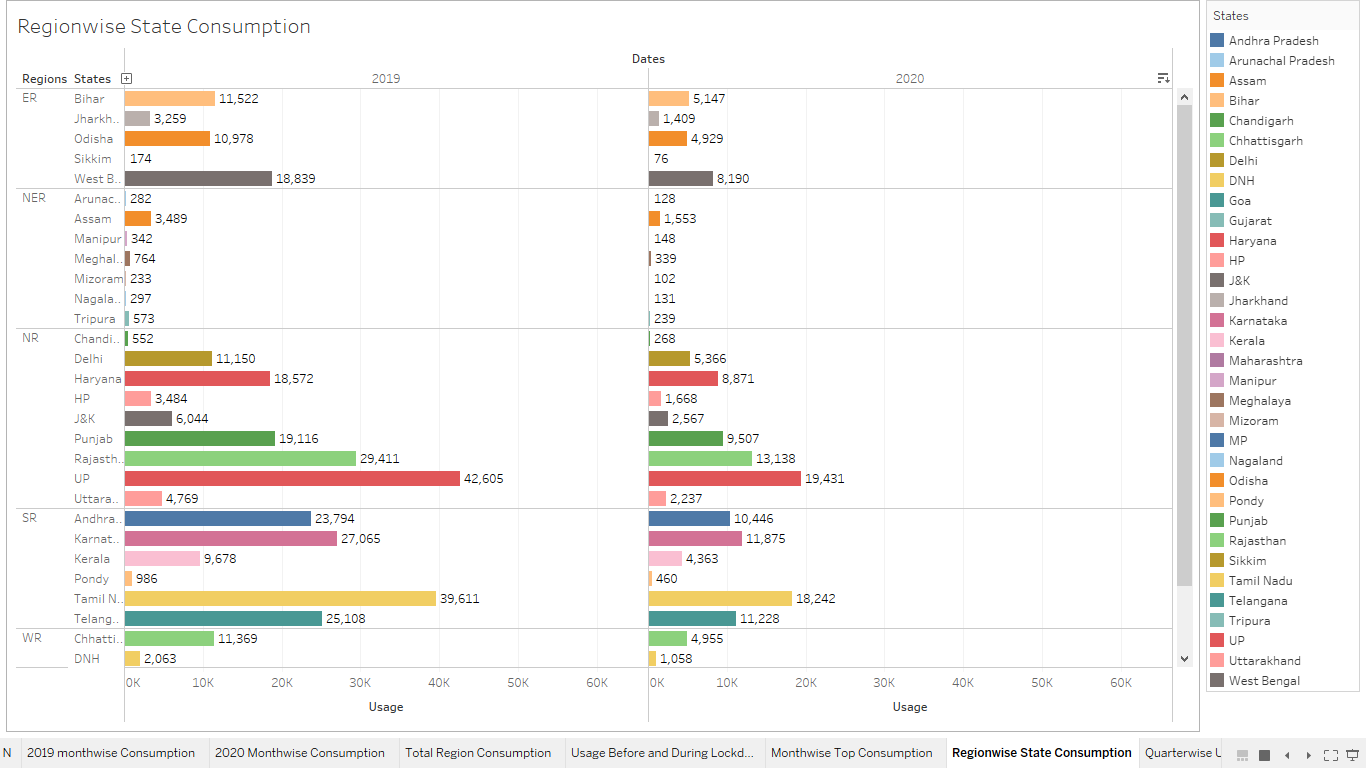 Regionwise State Consumption
Dates
Regions States 2019 2020
ER Bihar 11,522 5,147
Jharkh.. 3,259 1,409
Odisha 10,978 4,929
Sikkim 174 76
West B.. 18,839 8,190
NER Arunac.. 282 128
Assam 3,489 1,553
Manipur 342 148
Meghal.. 764 339
Mizoram 233 102
Nagala.. 297 131
Tripura 573 239
NR Chandi.. 552 268
Delhi 11,150 5,366
Haryana 18,572 8,871
HP 3,484 1,668
J&K 6,044 2,567
Punjab 19,116 9,507
Rajasth.. 29,411 13,138
UP 42,605 19,431
Uttara.. 4,769 2,237
SR Andhra.. 23,794 10,446
Karnat.. 27,065 11,875
Kerala 9,678 4,363
Pondy 986 460
Tamil N.. 39,611 18,242
Telang.. 25,108 11,228
WR Chhatti.. 11,369 4,955
DNH 2,063 1,058
0K 10K 20K 30K 40K 50K 60K 0K 10K 20K 30K 40K 50K 60K
Usage Usage
States
Andhra Pradesh
Arunachal Pradesh
Assam
Bihar
Chandigarh
Chhattisgarh
Delhi
DNH
Goa
Gujarat
Haryana
HP
J&K
Jharkhand
Karnataka
Kerala
Maharashtra
Manipur
Meghalaya
Mizoram
MP
Nagaland
Odisha
Pondy
Punjab
Rajasthan
Sikkim
Tamil Nadu
Telangana
Tripura
UP
Uttarakhand
West Bengal
N 2019 monthwise Consumption 2020 Monthwise Consumption Total Region Consumption Usage Before and During Lockd... Monthwise Top Consumption Regionwise State Consumption Quarterwise U